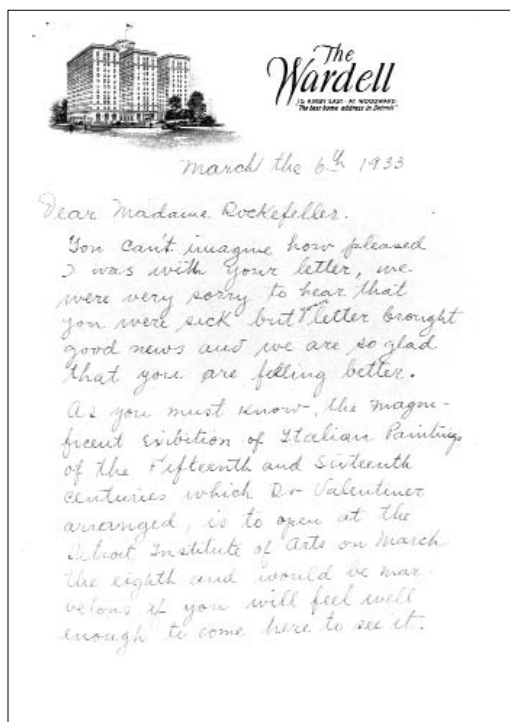 The
Wardell
15 KIRBY EAST - AT WOODWARD
"The best home address in Detroit"
March the 6th 1933
Dear Madame Rockefeller.
You can't imagine how pleased
I was with your letter, we
were very sorry to hear that
you were sick but your letter brought
good news and we are so glad
that you are feeling better.
As you must know, the magni-
ficent Exibition of Italian Paintings
of the Fifteenth and Sixteenth
centuries which Dr Valentiner
arranged, is to open at the
Detroit Institute of Arts on March
the eighth and would be mar-
velous if you will feel well
enough to come here to see it.